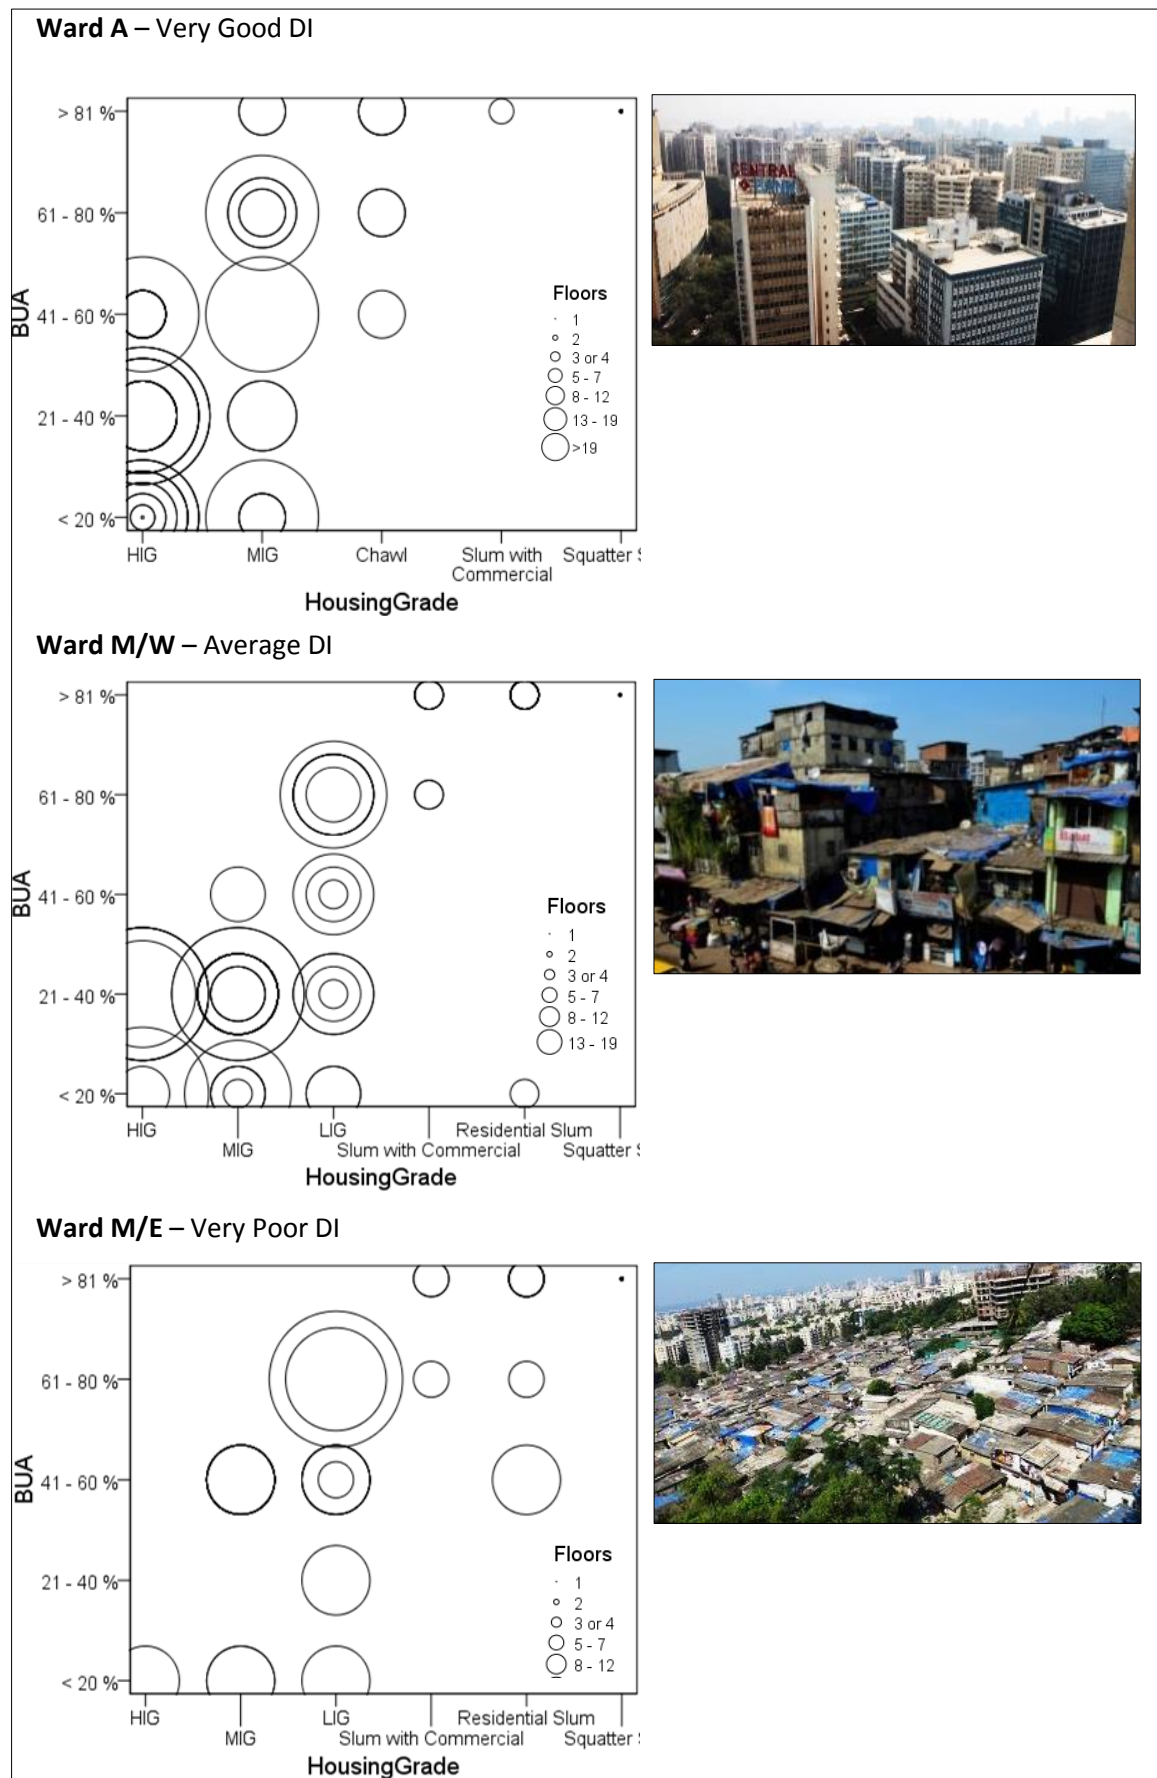 Ward A – Very Good DI
> 81 %
61 - 80 %
41 - 60 %
21 - 40 %
< 20 %
BUA
HIG
MIG
Chawl
Slum with
Commercial
Squatter
HousingGrade
Floors
1
2
3 or 4
5 - 7
8 - 12
13 - 19
>19
CENTRAL
BANK
Ward M/W – Average DI
> 81 %
61 - 80 %
41 - 60 %
21 - 40 %
< 20 %
BUA
HIG
MIG
LIG
Slum with Commercial
Residential Slum
Squatter
HousingGrade
Floors
1
2
3 or 4
5 - 7
8 - 12
13 - 19
Ward M/E – Very Poor DI
> 81 %
61 - 80 %
41 - 60 %
21 - 40 %
< 20 %
BUA
HIG
MIG
LIG
Slum with Commercial
Residential Slum
Squatter
HousingGrade
Floors
1
2
3 or 4
5 - 7
8 - 12